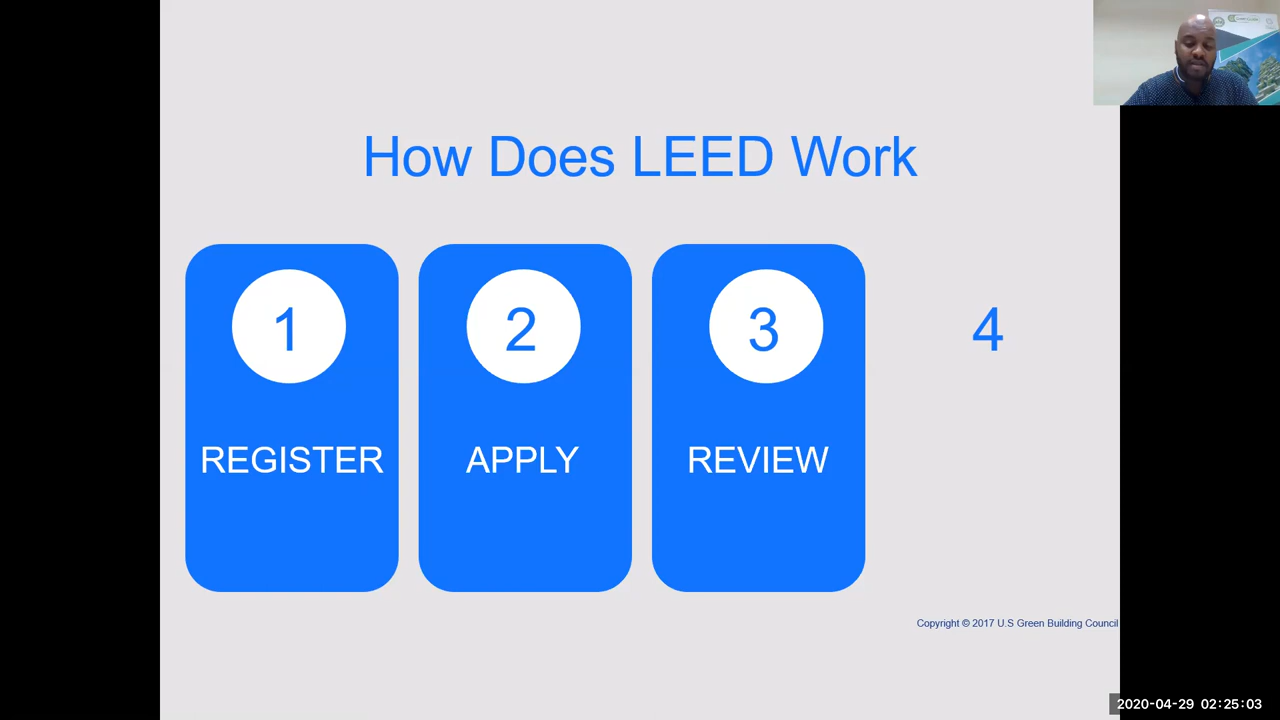 How Does LEED Work
1
2
3
4
REGISTER
APPLY
REVIEW
Copyright © 2017 U.S Green Building Council
2020-04-29 02:25:03